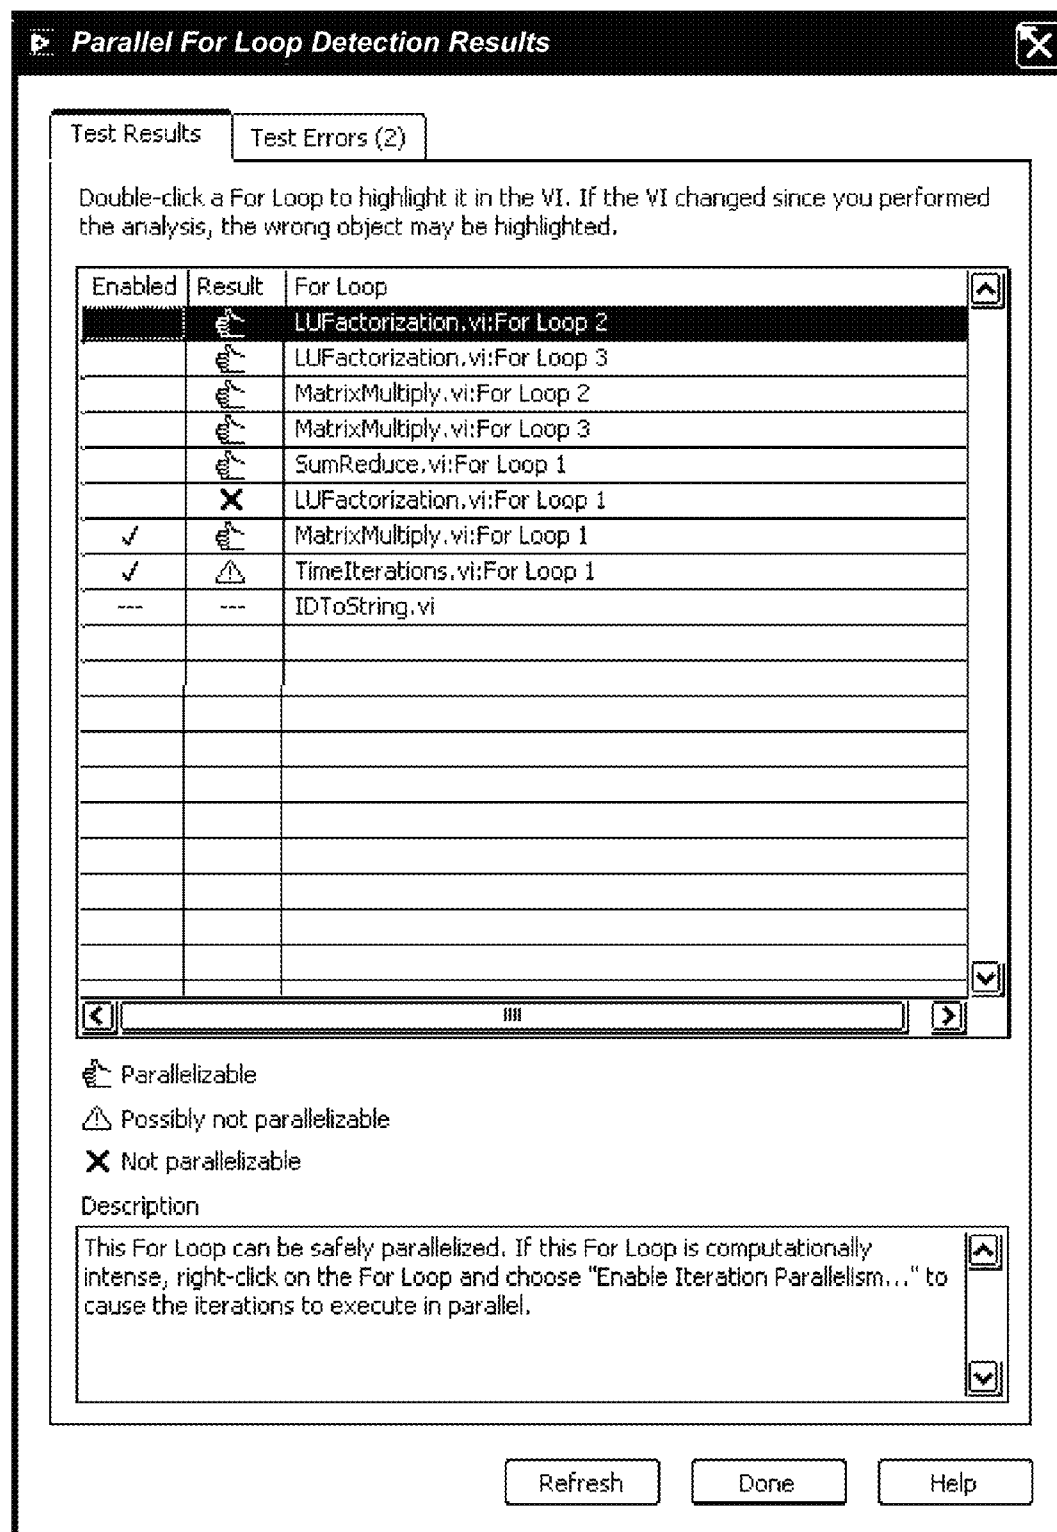 Parallel For Loop Detection Results
Test Results
Test Errors (2)
Double-click a For Loop to highlight it in the VI. If the VI changed since you performed
the analysis, the wrong object may be highlighted.
Enabled Result For Loop
LUFactorization.vi:For Loop 2
LUFactorization.vi:For Loop 3
MatrixMultiply.vi:For Loop 2
MatrixMultiply.vi:For Loop 3
SumReduce.vi:For Loop 1
LUFactorization.vi:For Loop 1
MatrixMultiply.vi:For Loop 1
TimeIterations.vi:For Loop 1
--- --- IDToString.vi
Parallelizable
Possibly not parallelizable
Not parallelizable
Description
This For Loop can be safely parallelized. If this For Loop is computationally
intense, right-click on the For Loop and choose "Enable Iteration Parallelism..." to
cause the iterations to execute in parallel.
Refresh Done Help